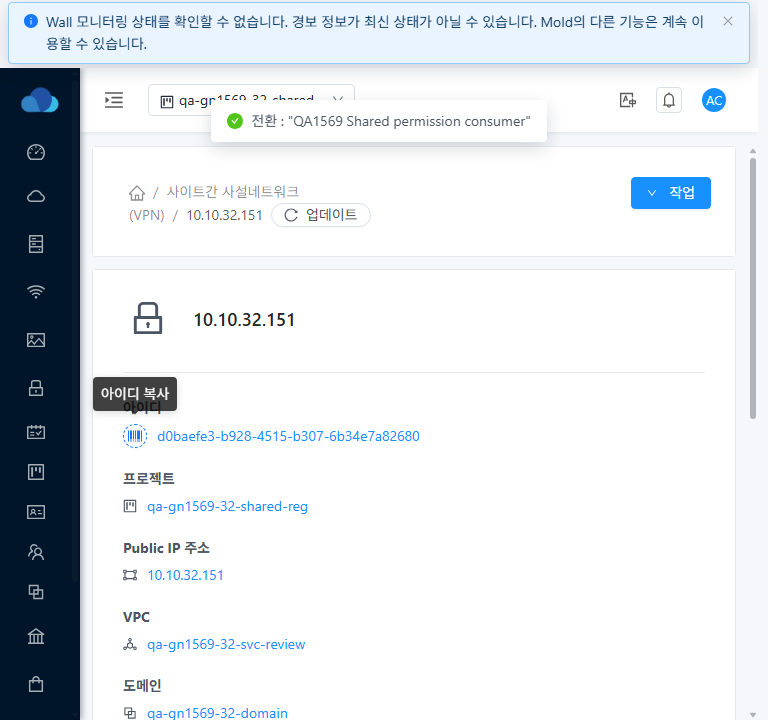 Wall 모니터링 상태를 확인할 수 없습니다. 경보 정보가 최신 상태가 아닐 수 있습니다. Mold의 다른 기능은 계속 이
용할 수 있습니다.
qa-gn1569-32-shared
AC
전환 : "QA1569 Shared permission consumer"
/ 사이트간 사설네트워크
(VPN) / 10.10.32.151 업데이트
작업
10.10.32.151
아이디 복사
아이디
d0baefe3-b928-4515-b307-6b34e7a82680
프로젝트
qa-gn1569-32-shared-reg
Public IP 주소
10.10.32.151
VPC
qa-gn1569-32-svc-review
도메인
qa-gn1569-32-domain